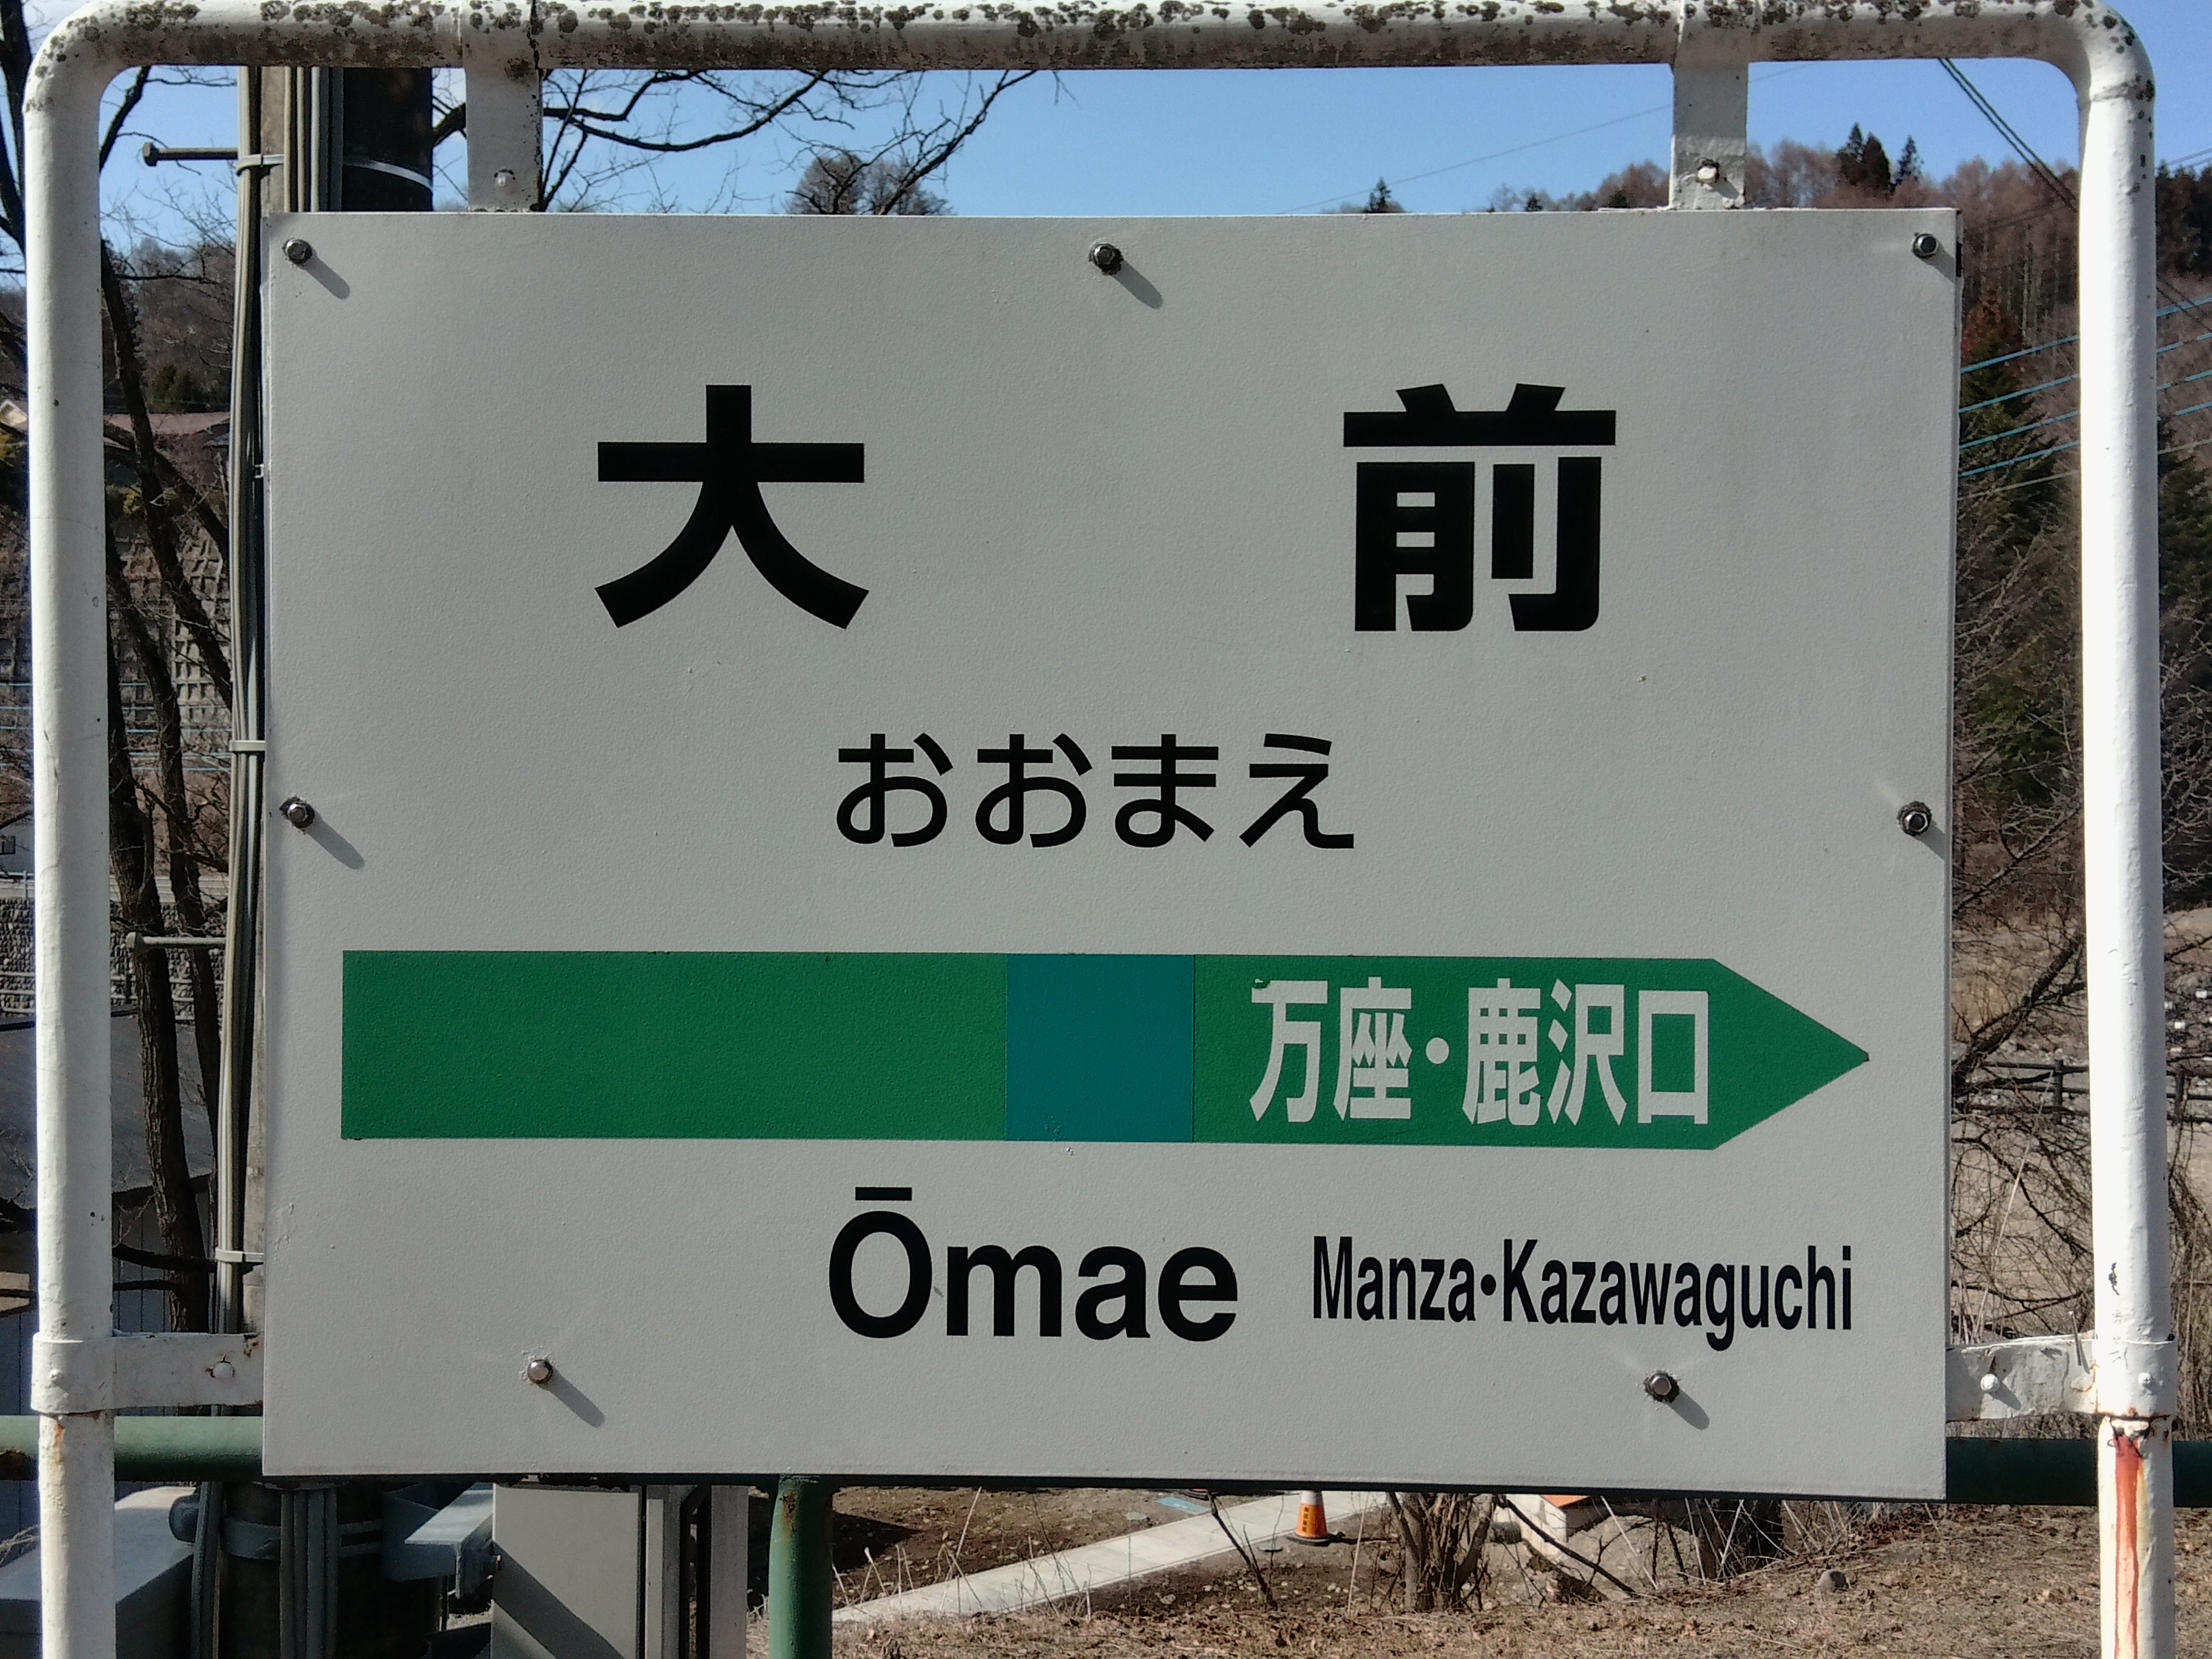 大前
おおまえ
万座・鹿沢口
Ōmae
Manza・Kazawaguchi